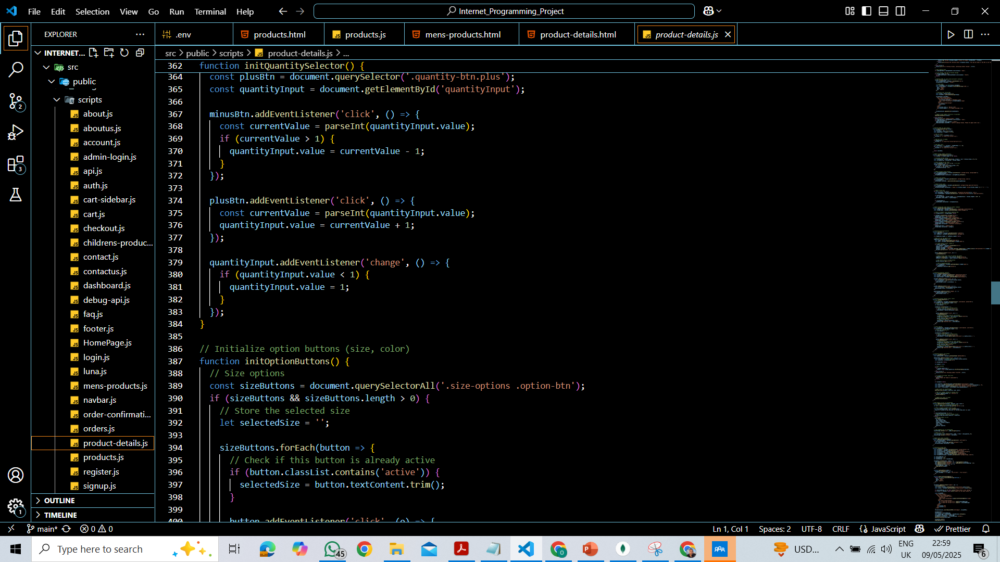 File Edit Selection View Go Run Terminal Help
Internet_Programming_Project
EXPLORER
.env
products.html
products.js
mens-products.html
product-details.html
product-details.js
INTERNET...
src > public > scripts > product-details.js > ...
src
public
scripts
about.js
aboutus.js
account.js
admin-login.js
api.js
auth.js
cart-sidebar.js
cart.js
checkout.js
childrens-produc...
contact.js
contactus.js
dashboard.js
debug-api.js
faq.js
footer.js
HomePage.js
login.js
luna.js
mens-products.js
navbar.js
order-confirmati...
orders.js
product-details.js
products.js
register.js
signup.js
OUTLINE
TIMELINE
362 function initQuantitySelector() {
364 const plusBtn = document.querySelector('.quantity-btn.plus');
365 const quantityInput = document.getElementById('quantityInput');
366
367 minusBtn.addEventListener('click', () => {
368 const currentValue = parseInt(quantityInput.value);
369 if (currentValue > 1) {
370 quantityInput.value = currentValue - 1;
371 }
372 });
373
374 plusBtn.addEventListener('click', () => {
375 const currentValue = parseInt(quantityInput.value);
376 quantityInput.value = currentValue + 1;
377 });
378
379 quantityInput.addEventListener('change', () => {
380 if (quantityInput.value < 1) {
381 quantityInput.value = 1;
382 }
383 });
384 }
385
386 // Initialize option buttons (size, color)
387 function initOptionButtons() {
388 // Size options
389 const sizeButtons = document.querySelectorAll('.size-options .option-btn');
390 if (sizeButtons && sizeButtons.length > 0) {
391 // Store the selected size
392 let selectedSize = '';
393
394 sizeButtons.forEach(button => {
395 // Check if this button is already active
396 if (button.classList.contains('active')) {
397 selectedSize = button.textContent.trim();
398 }
399
400 button.addEventListener('click', (e) => {
2
3
1
main* 0 0
Ln 1, Col 1 Spaces: 2 UTF-8 CRLF JavaScript Prettier
Type here to search
45
USD...
ENG
UK
22:59
09/05/2025
6